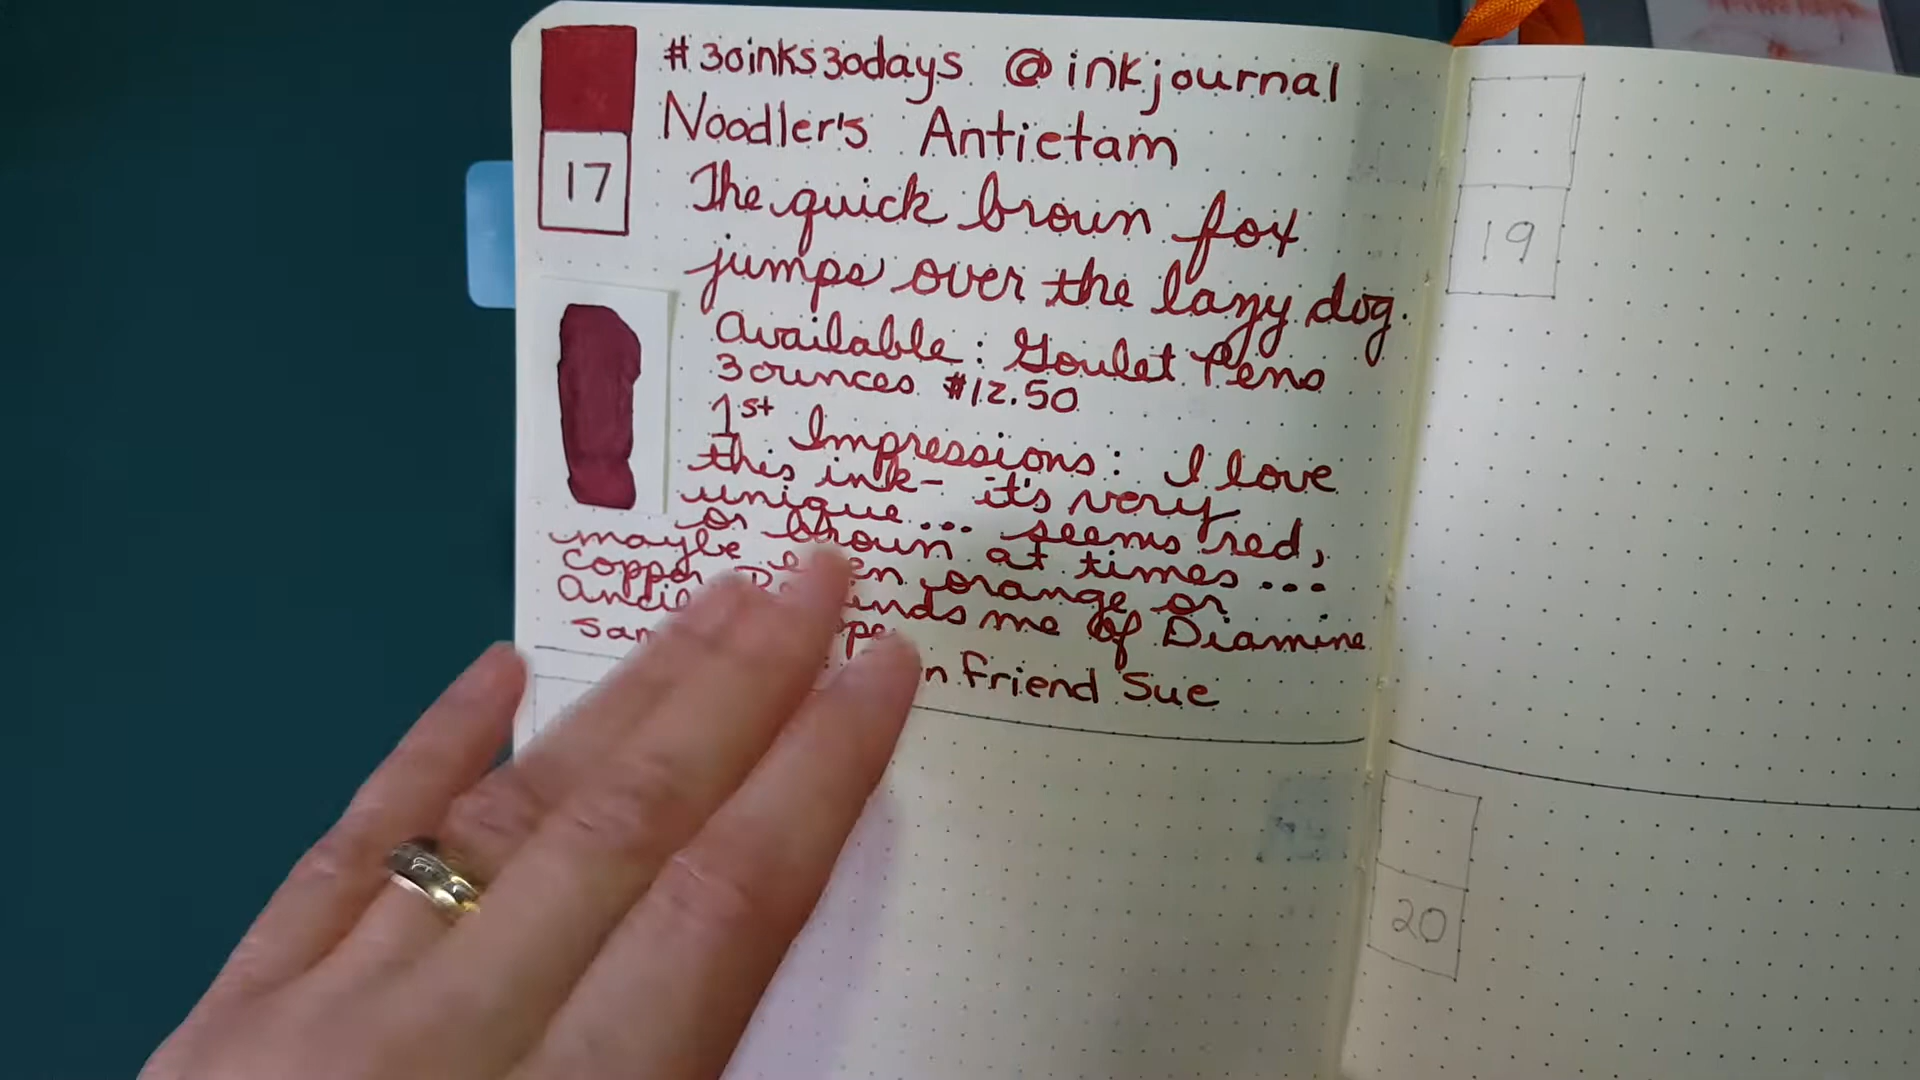 #30inks30days @inkjournal
Noodler's Antietam
17
The quick brown fox
jumps over the lazy dog.
Available: Goulet Pens
3 ounces $12.50
1st Impressions: I love
this ink- it's very
unique... seems red,
or brown at times...
maybe even orange or
copper. Reminds me of Diamine
friend Sue
19
20